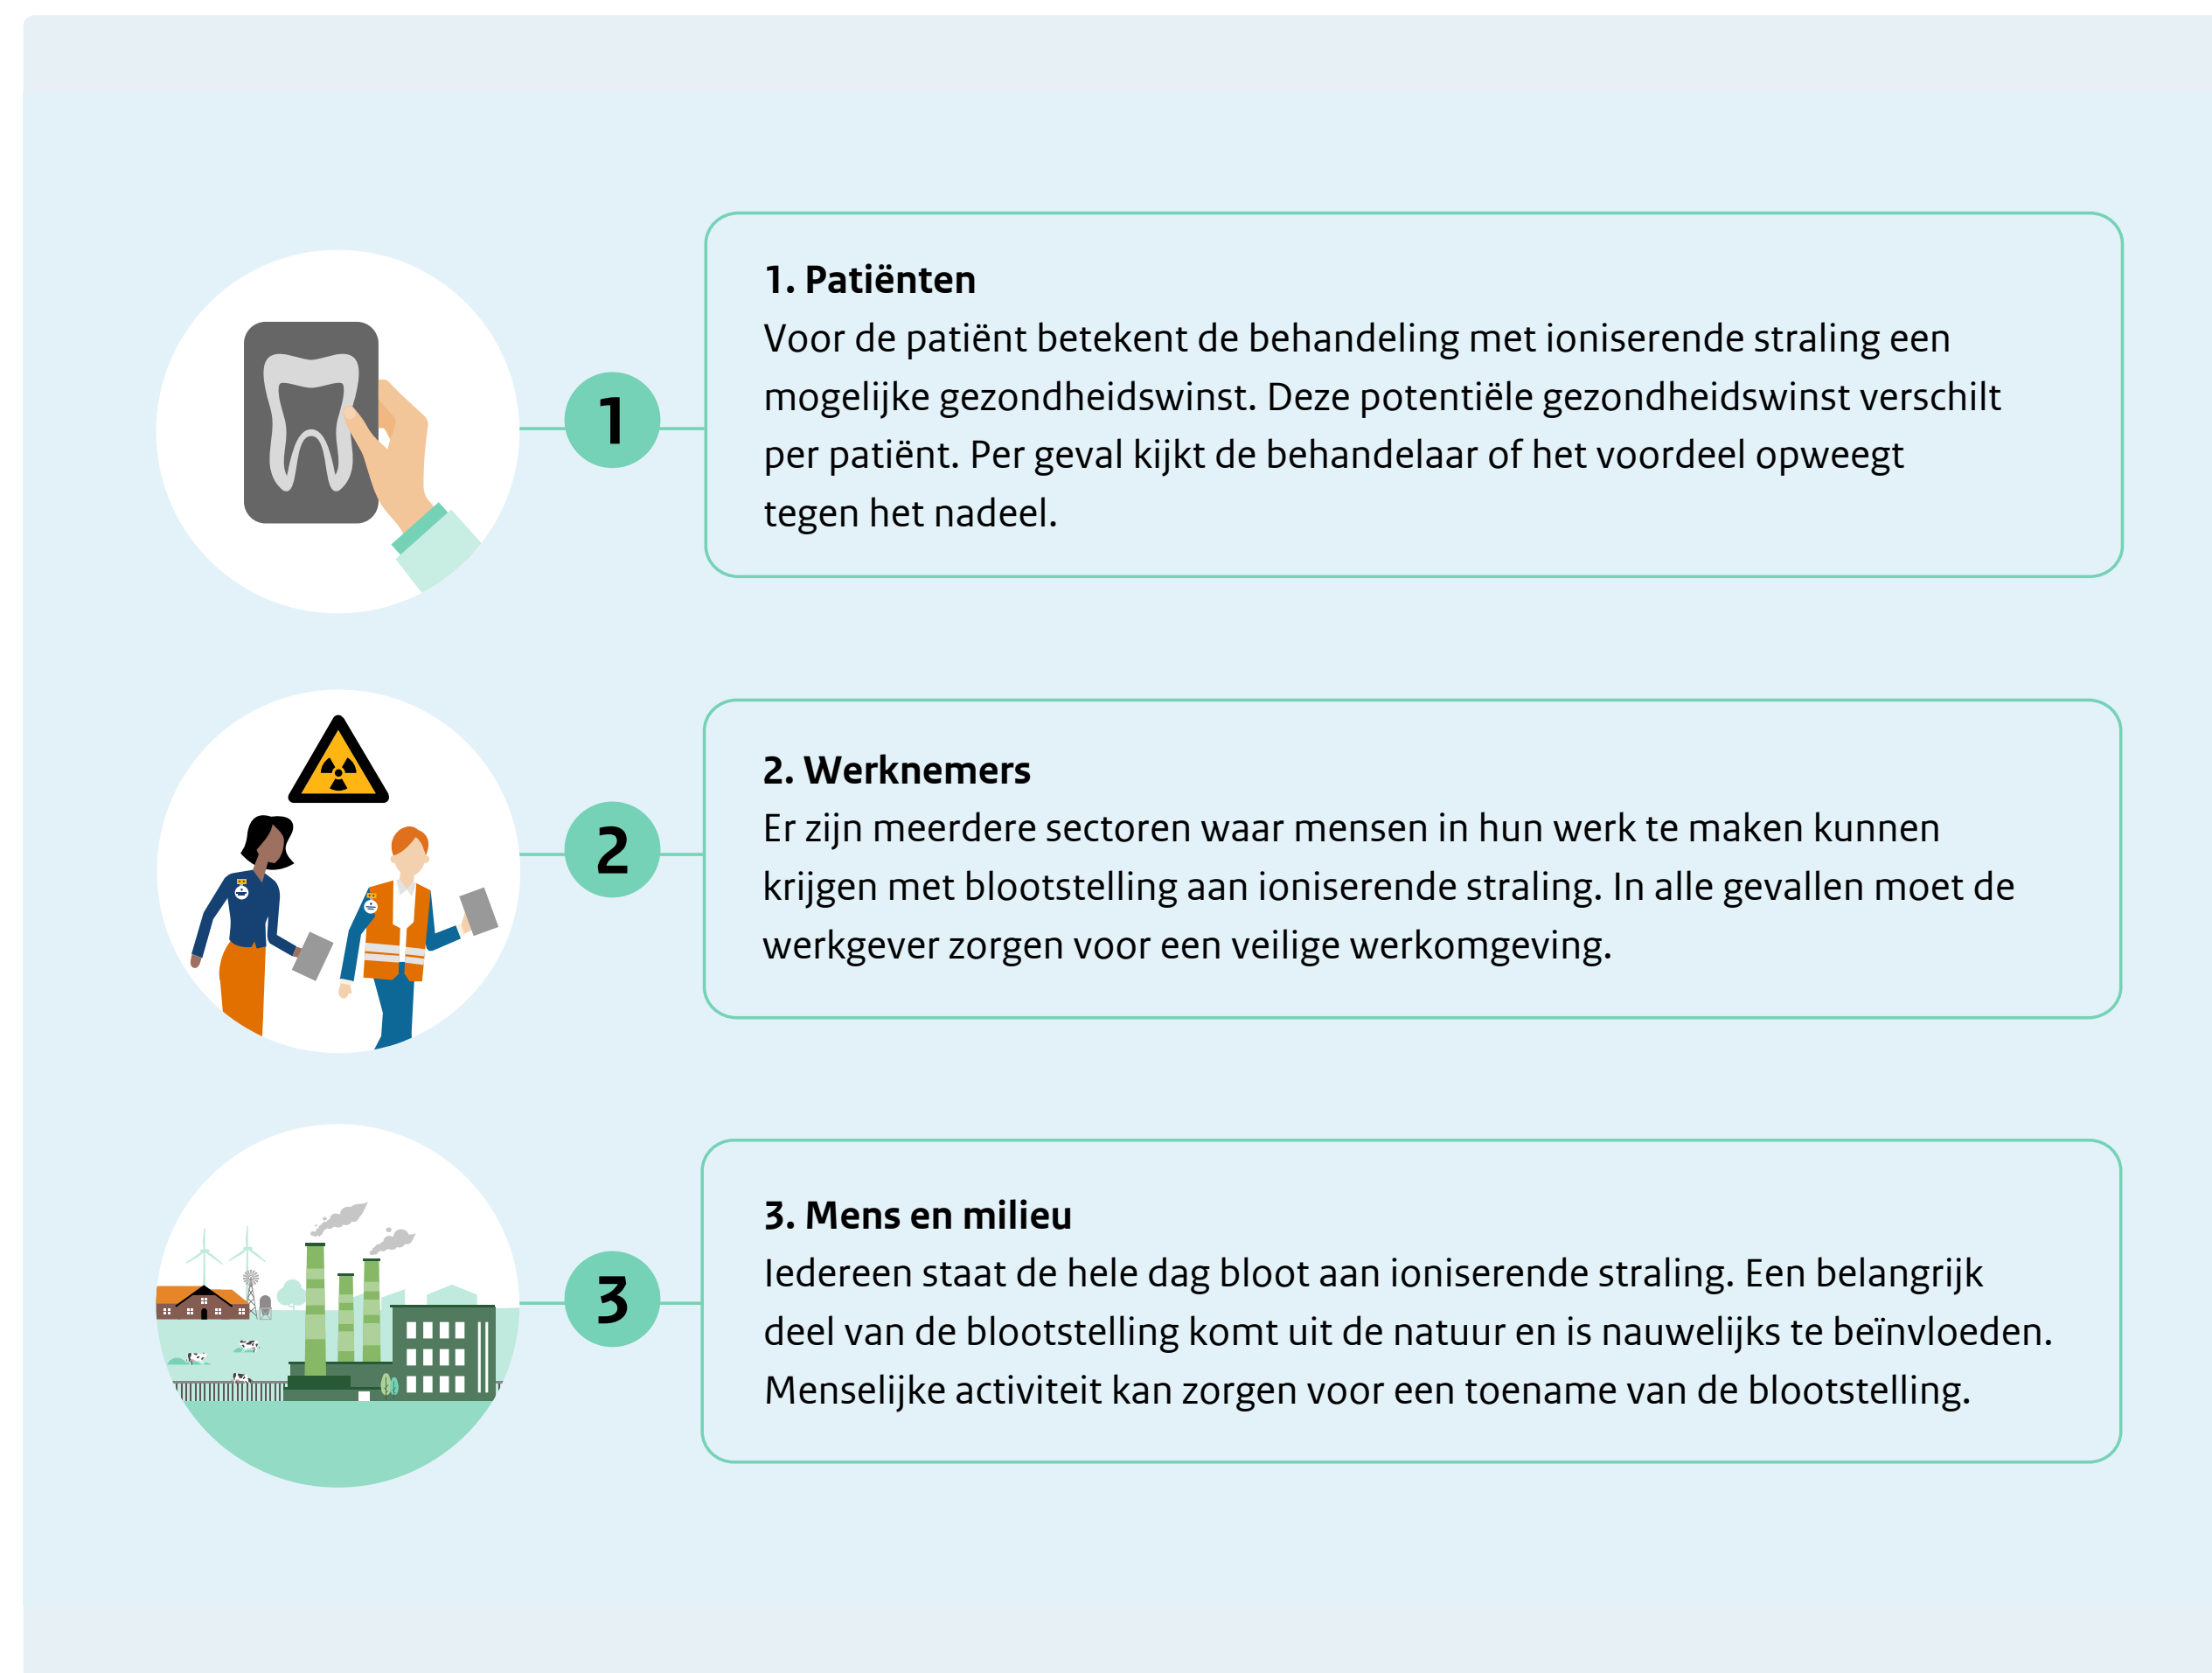 1
1. Patiënten
Voor de patiënt betekent de behandeling met ioniserende straling een
mogelijke gezondheidswinst. Deze potentiële gezondheidswinst verschilt
per patiënt. Per geval kijkt de behandelaar of het voordeel opweegt
tegen het nadeel.
2
2. Werknemers
Er zijn meerdere sectoren waar mensen in hun werk te maken kunnen
krijgen met blootstelling aan ioniserende straling. In alle gevallen moet de
werkgever zorgen voor een veilige werkomgeving.
3
3. Mens en milieu
Iedereen staat de hele dag bloot aan ioniserende straling. Een belangrijk
deel van de blootstelling komt uit de natuur en is nauwelijks te beïnvloeden.
Menselijke activiteit kan zorgen voor een toename van de blootstelling.